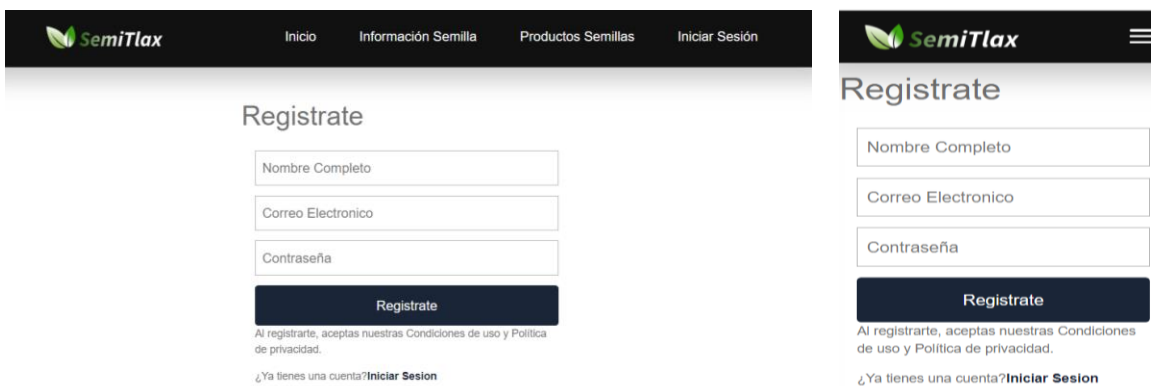 SemiTlax Inicio Información Semilla Productos Semillas Iniciar Sesión
Registrate
Nombre Completo
Correo Electronico
Contraseña
Registrate
Al registrarte, aceptas nuestras Condiciones de uso y Política
de privacidad.
¿Ya tienes una cuenta?Iniciar Sesion
SemiTlax
Registrate
Nombre Completo
Correo Electronico
Contraseña
Registrate
Al registrarte, aceptas nuestras Condiciones
de uso y Política de privacidad.
¿Ya tienes una cuenta?Iniciar Sesion